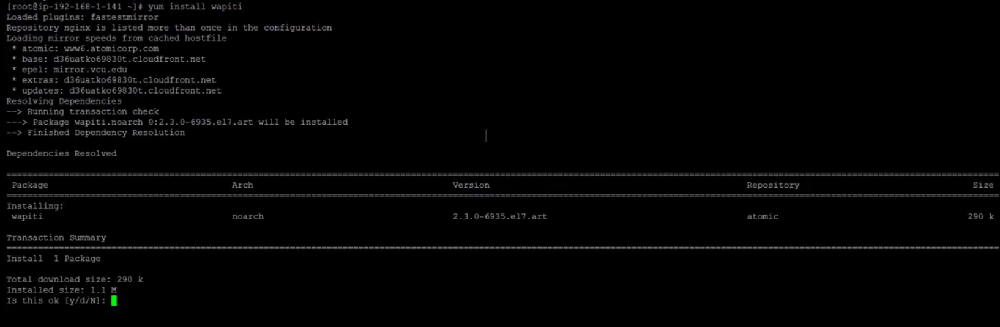 [root@ip-192-168-1-141 ~]# yum install wapiti
Loaded plugins: fastestmirror
Repository nginx is listed more than once in the configuration
Loading mirror speeds from cached hostfile
 * atomic: www6.atomicorp.com
 * base: d36uatko69830t.cloudfront.net
 * epel: mirror.vcu.edu
 * extras: d36uatko69830t.cloudfront.net
 * updates: d36uatko69830t.cloudfront.net
Resolving Dependencies
--> Running transaction check
---> Package wapiti.noarch 0:2.3.0-6935.el7.art will be installed
--> Finished Dependency Resolution
Dependencies Resolved
Package Arch Version Repository Size
Installing:
wapiti noarch 2.3.0-6935.el7.art atomic 290 k
Transaction Summary
Install  1 Package
Total download size: 290 k
Installed size: 1.1 M
Is this ok [y/d/N]: